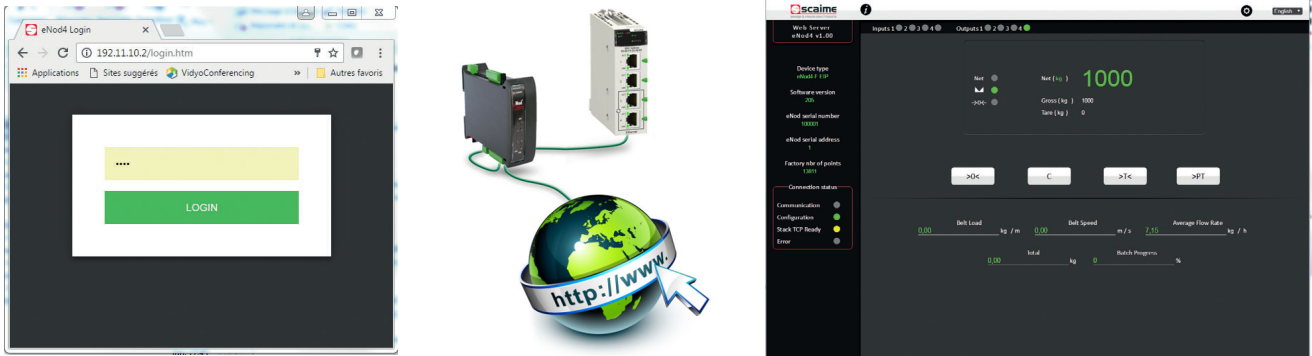 eNod4 Login
192.11.10.2/login.htm
Applications Sites suggérés VidyoConferencing » Autres favoris
••••
LOGIN
http://www.
scaime
English
Web Server
eNod4 v1.00
Inputs 1 2 3 4 Outputs 1 2 3 4
Device type
eNod4 F EIP
Software version
206
eNod serial number
100001
eNod serial address
1
Factory nbr of points
13811
Connection status
Communication
Configuration
Stack TCP Ready
Error
Net
>0<
Net ( kg ) 1000
Gross ( kg ) 1000
Tare ( kg ) 0
>0< C >T< >PT
Belt Load Belt Speed Average Flow Rate
0,00 kg / m 0,00 m / s 7,15 kg / h
Total Batch Progress
0,00 kg 0 %